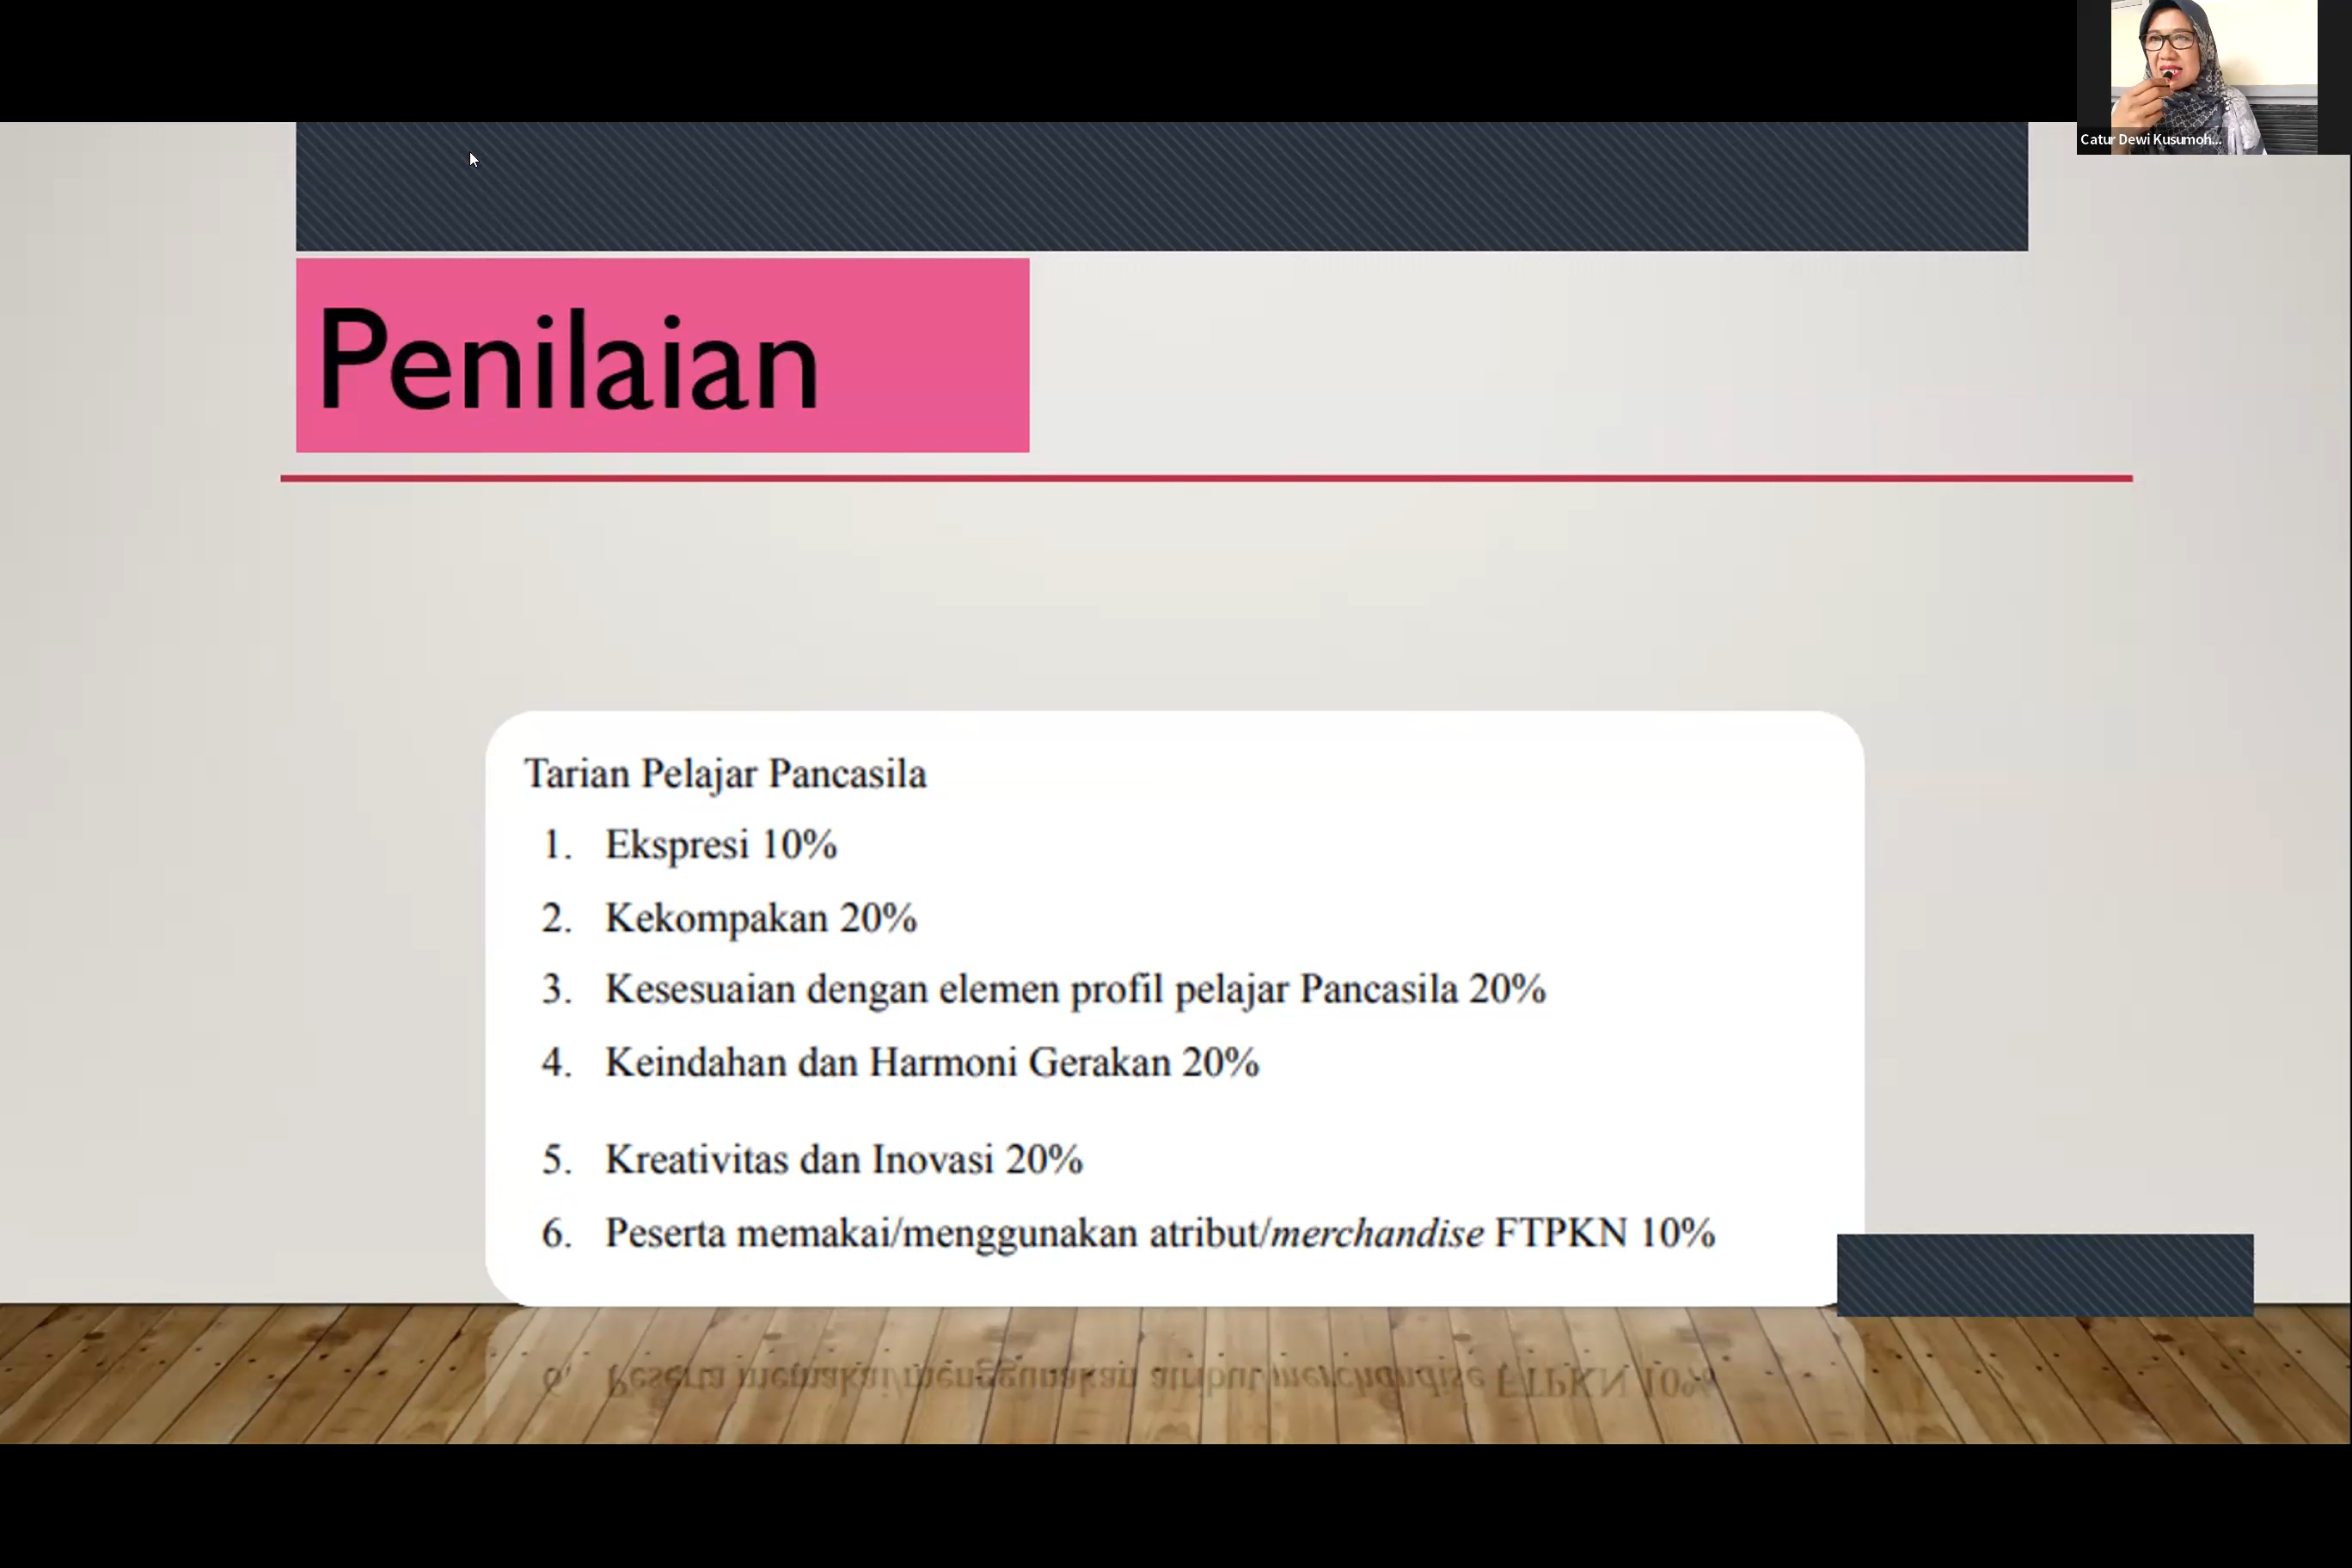 Catur Dewi Kusumoh...
Penilaian
Tarian Pelajar Pancasila
1. Ekspresi 10%
2. Kekompakan 20%
3. Kesesuaian dengan elemen profil pelajar Pancasila 20%
4. Keindahan dan Harmoni Gerakan 20%
5. Kreativitas dan Inovasi 20%
6. Peserta memakai/menggunakan atribut/merchandise FTPKN 10%